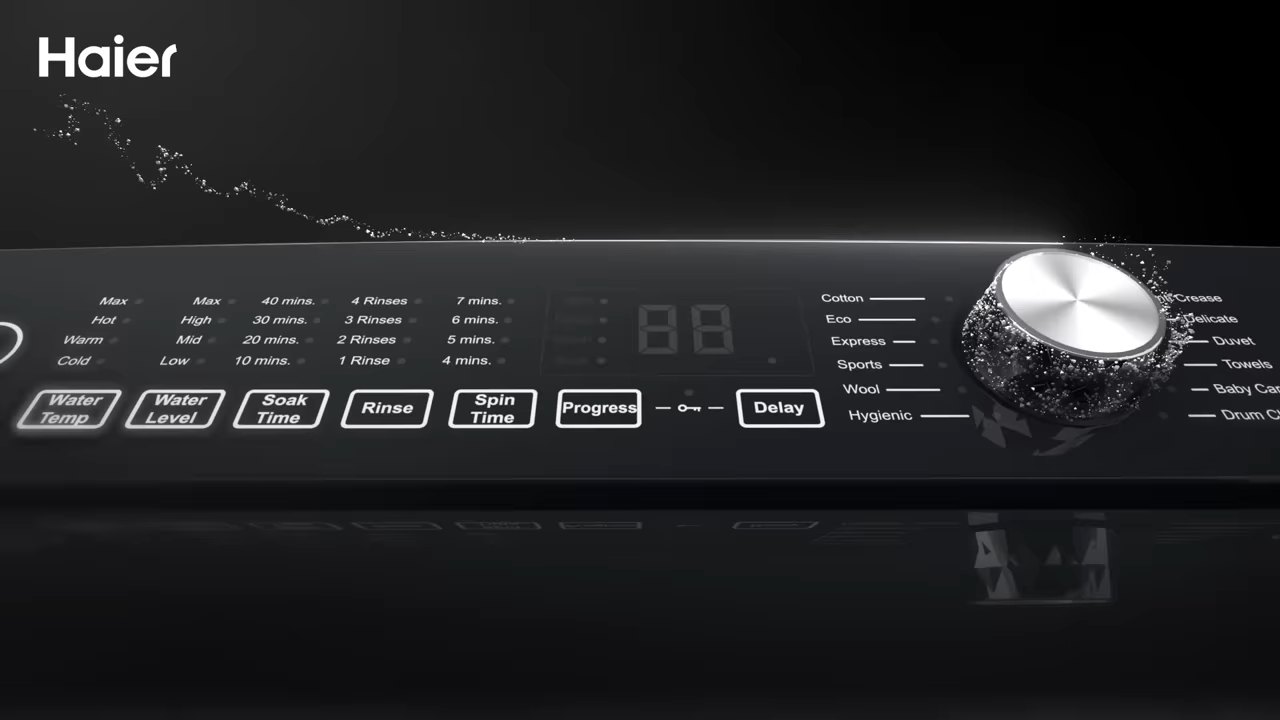 Haier
Max Max 40 mins. 4 Rinses 7 mins.
Hot High 30 mins. 3 Rinses 6 mins.
Warm Mid 20 mins. 2 Rinses 5 mins.
Cold Low 10 mins. 1 Rinse 4 mins.
Water Temp
Water Level
Soak Time
Rinse
Spin Time
Progress
Delay
88
Cotton
Eco
Express
Sports
Wool
Hygienic
Crease
Duvet
Towels
Baby
Drum